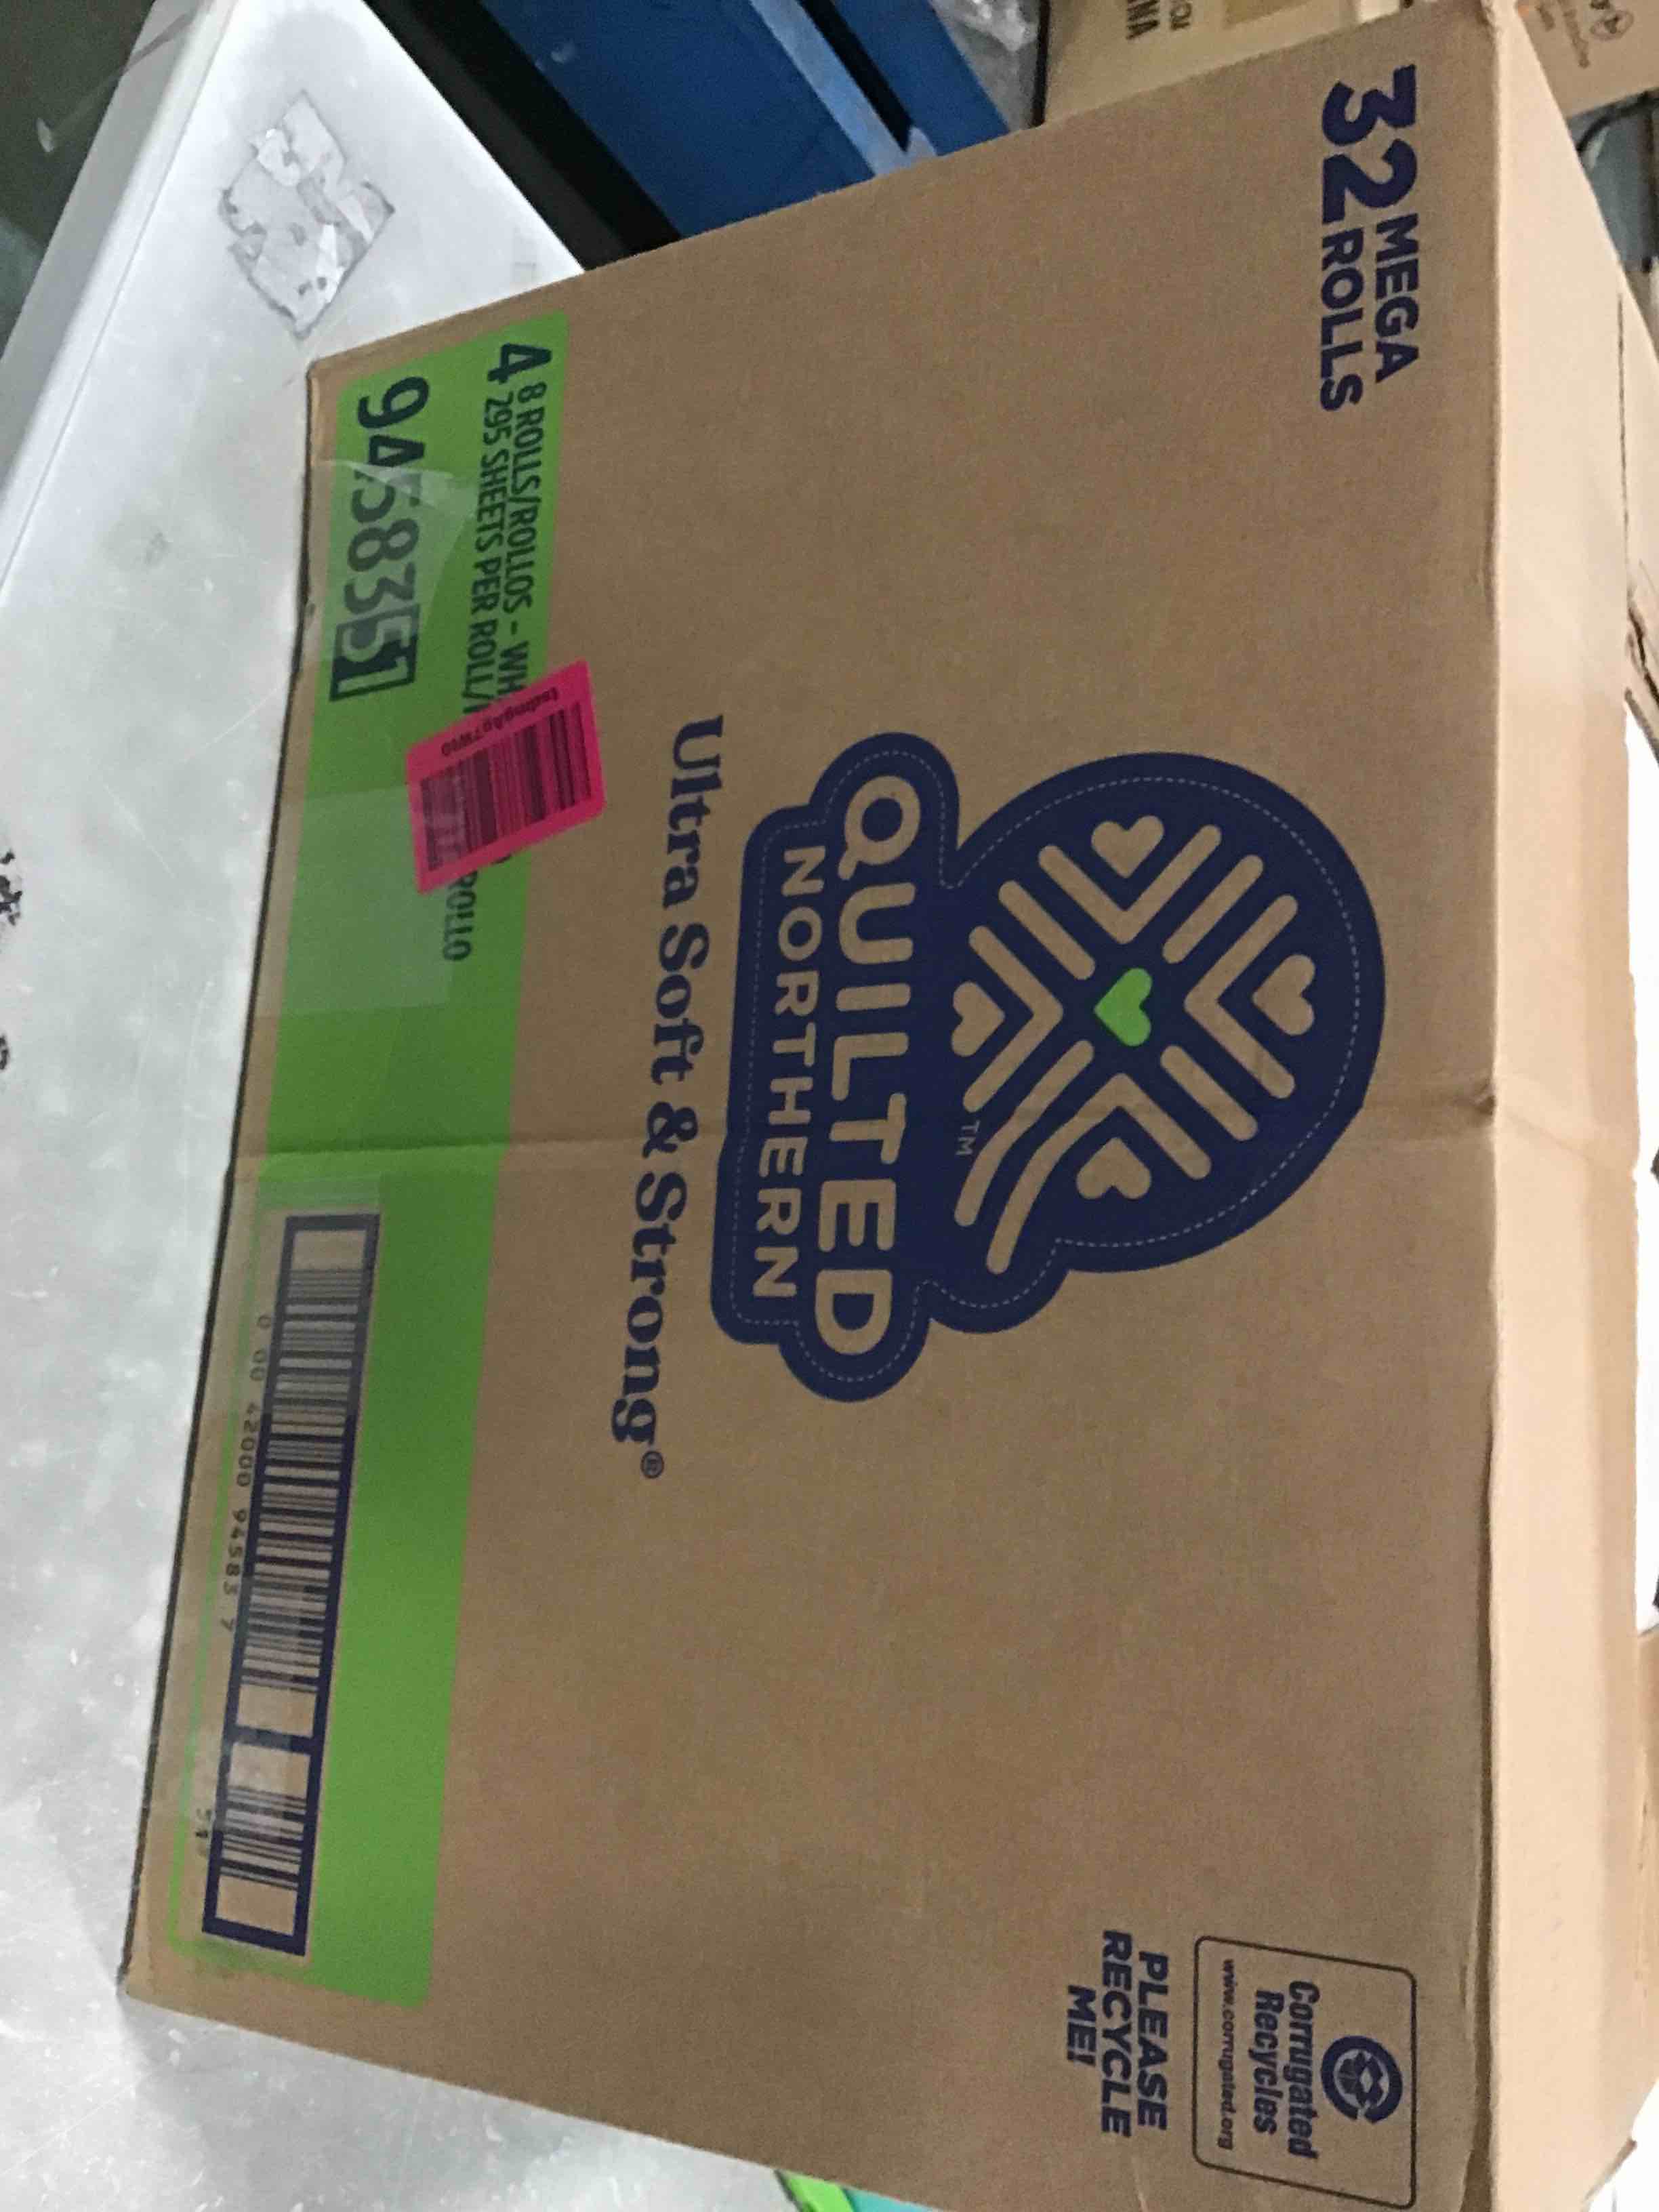 32 MEGA
ROLLS
QUILTED
NORTHERN
TM
Ultra Soft & Strong®
4 8 ROLLS/ROLLOS - WH
295 SHEETS PER ROLL/ ROLLO
94583
0 00 42000 94583 7
Corrugated
Recycles
www.corrugated.org
PLEASE
RECYCLE
ME!